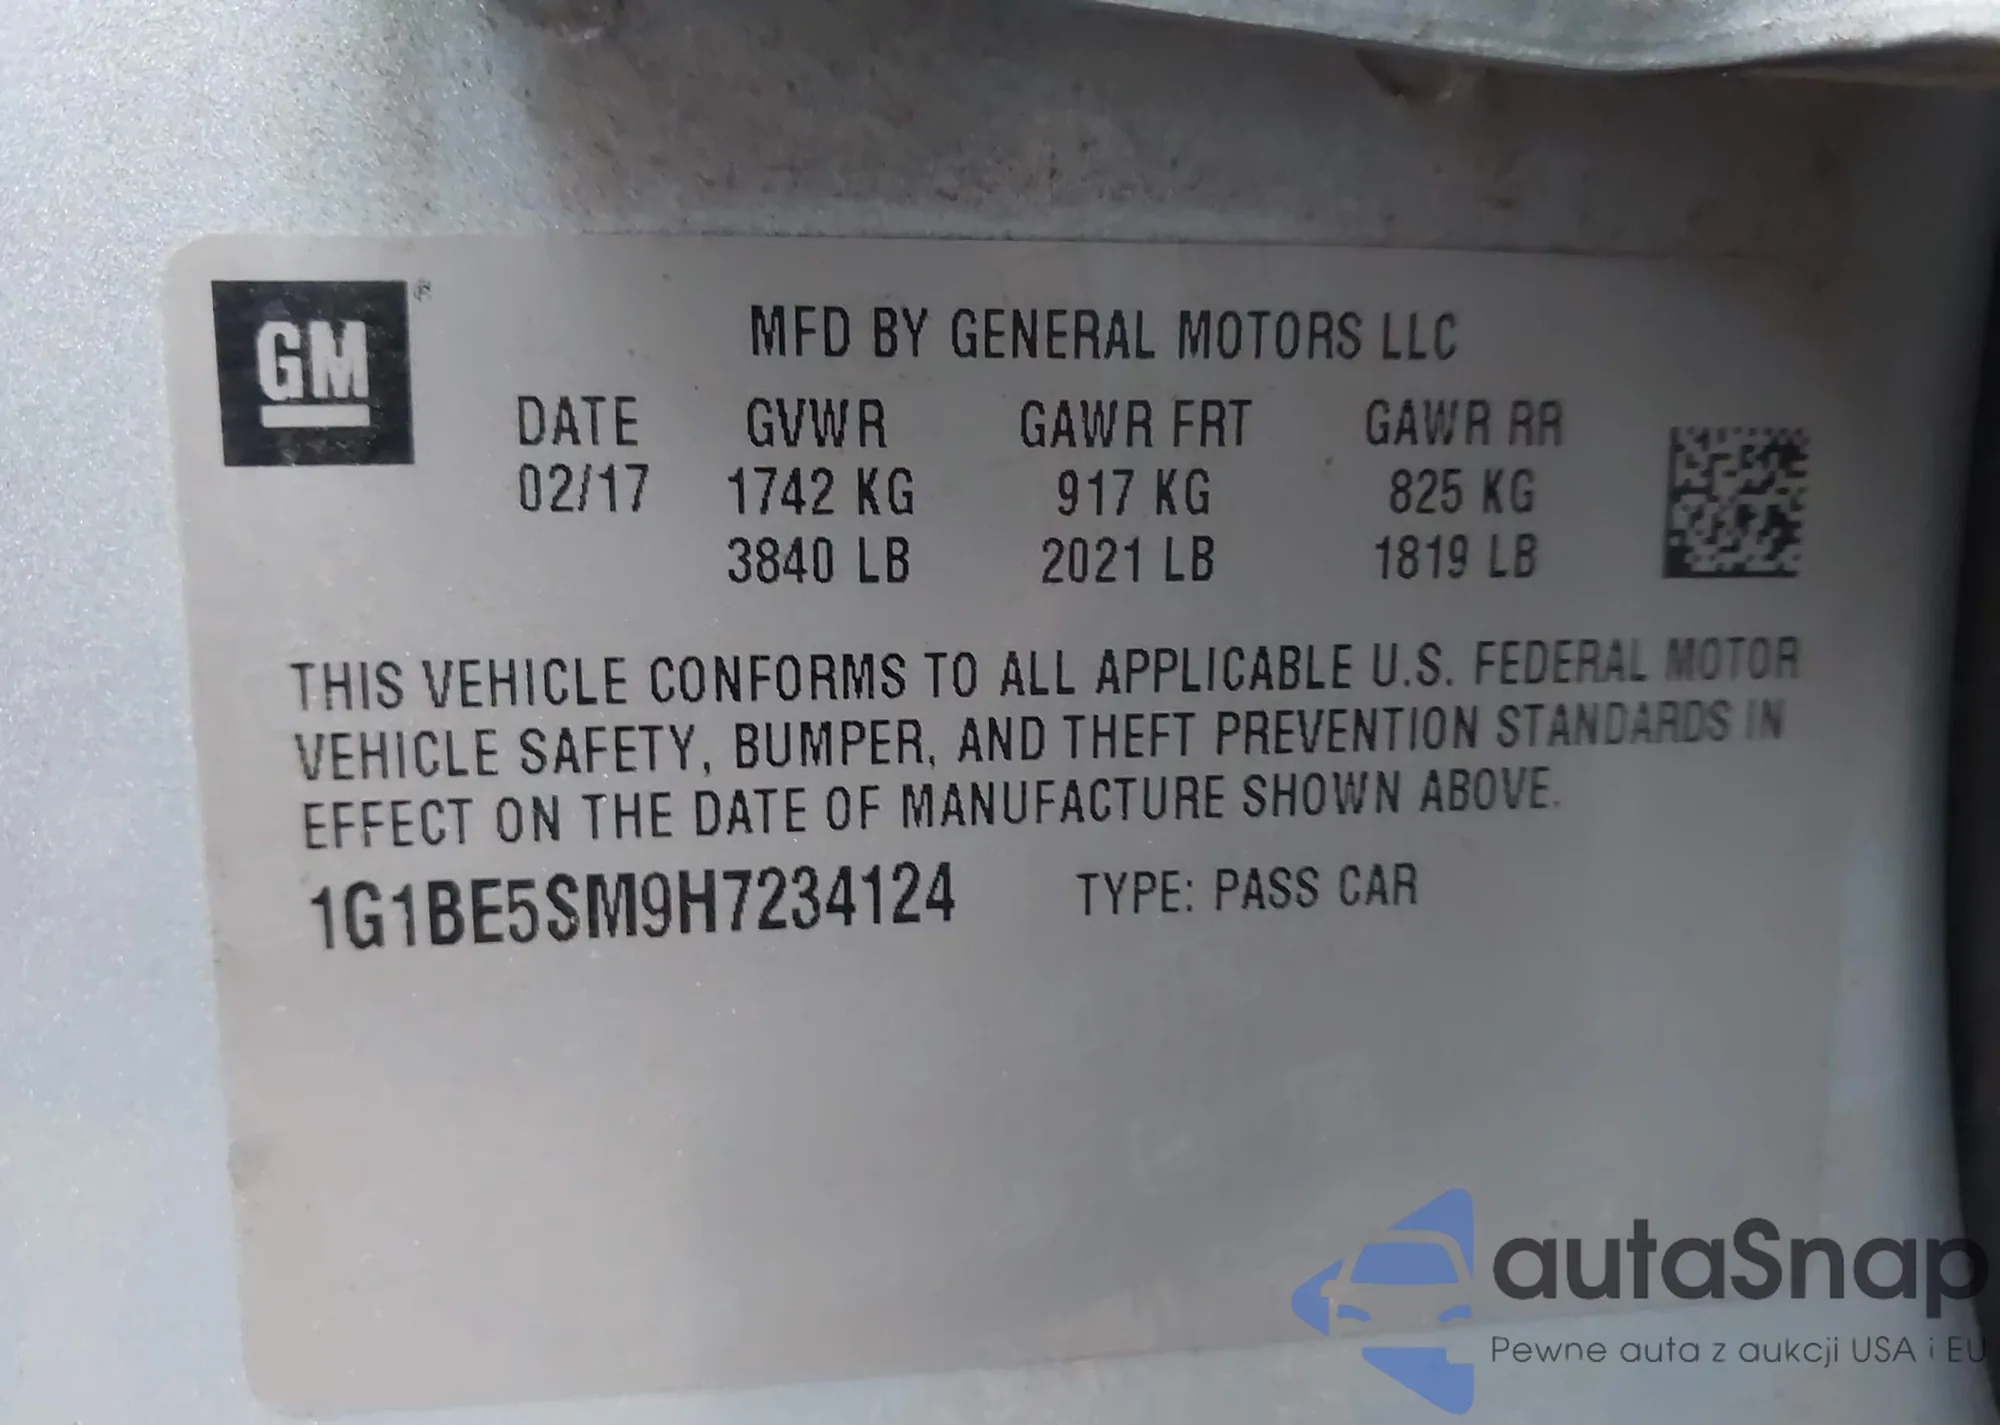 GM®
MFD BY GENERAL MOTORS LLC
DATE GVWR GAWR FRT GAWR RR
02/17 1742 KG 917 KG 825 KG
3840 LB 2021 LB 1819 LB
THIS VEHICLE CONFORMS TO ALL APPLICABLE U.S. FEDERAL MOTOR
VEHICLE SAFETY, BUMPER, AND THEFT PREVENTION STANDARDS IN
EFFECT ON THE DATE OF MANUFACTURE SHOWN ABOVE.
1G1BE5SM9H7234124 TYPE: PASS CAR
autaSnap
Pewne auta z aukcji USA i EU